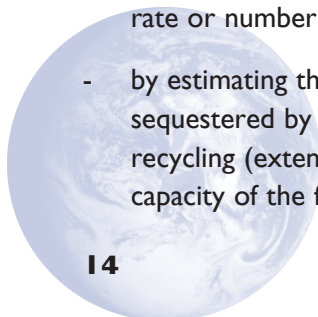 rate or number
- by estimating th
sequestered by
recycling (exten
capacity of the f
14